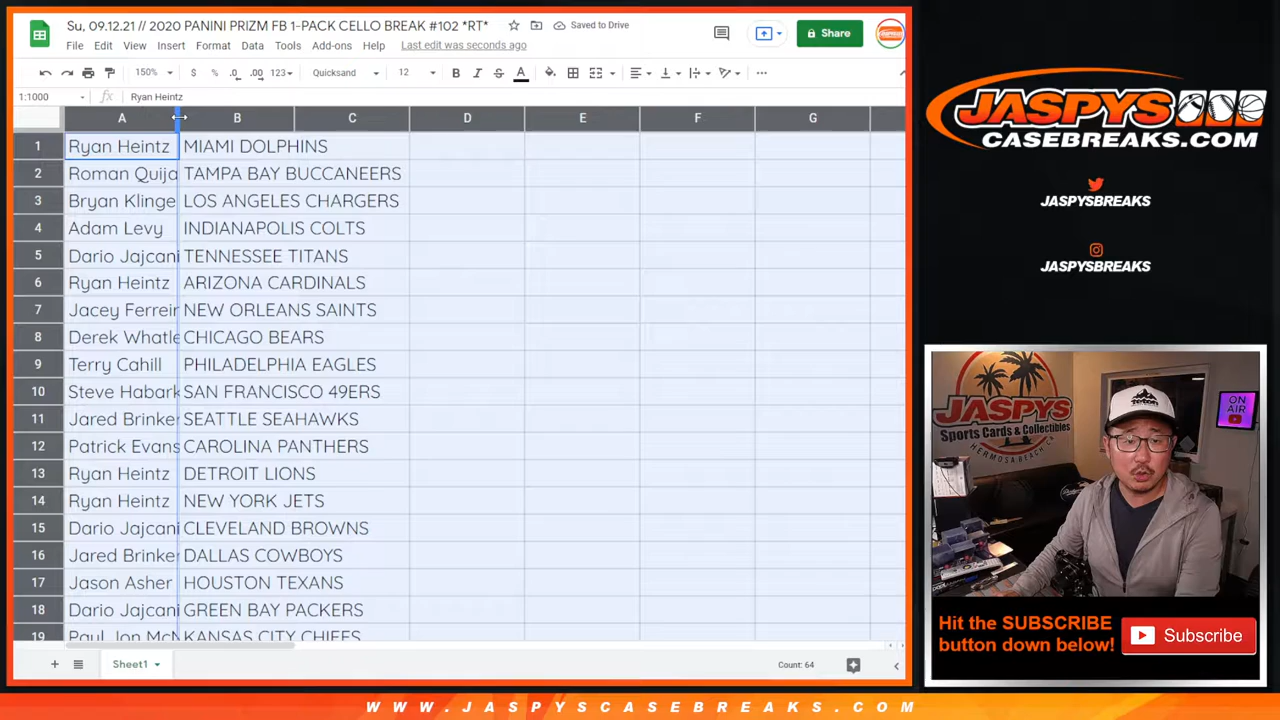 Su, 09.12.21 // 2020 PANINI PRIZM FB 1-PACK CELLO BREAK #102 *RT*
Saved to Drive
File Edit View Insert Format Data Tools Add-ons Help Last edit was seconds ago
Share
150% $ % .0 .00 123 Quicksand 12 B I S A
1:1000 fx Ryan Heintz
A B C D E F G
1 Ryan Heintz MIAMI DOLPHINS
2 Roman Quija TAMPA BAY BUCCANEERS
3 Bryan Klinge LOS ANGELES CHARGERS
4 Adam Levy INDIANAPOLIS COLTS
5 Dario Jajcani TENNESSEE TITANS
6 Ryan Heintz ARIZONA CARDINALS
7 Jacey Ferreir NEW ORLEANS SAINTS
8 Derek Whatle CHICAGO BEARS
9 Terry Cahill PHILADELPHIA EAGLES
10 Steve Habark SAN FRANCISCO 49ERS
11 Jared Brinke SEATTLE SEAHAWKS
12 Patrick Evans CAROLINA PANTHERS
13 Ryan Heintz DETROIT LIONS
14 Ryan Heintz NEW YORK JETS
15 Dario Jajcani CLEVELAND BROWNS
16 Jared Brinke DALLAS COWBOYS
17 Jason Asher HOUSTON TEXANS
18 Dario Jajcani GREEN BAY PACKERS
19 Paul Jon McN KANSAS CITY CHIEFS
Sheet1
Count: 64
JASPYS
CASEBREAKS.COM
JASPYSBREAKS
JASPYSBREAKS
JASPYS
Sports Cards & Collectibles
HERMOSA BEACH CA
ON AIR
Hit the SUBSCRIBE
button down below!
Subscribe
WWW.JASPYSCASEBREAKS.COM